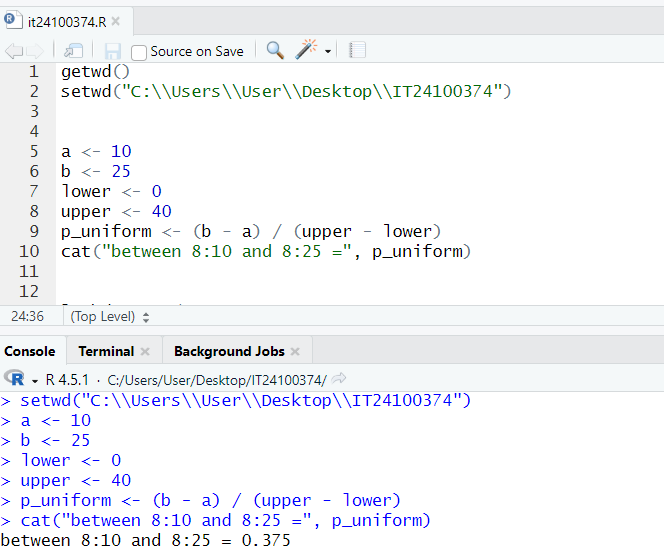 it24100374.R
Source on Save
1 getwd()
2 setwd("C:\\Users\\User\\Desktop\\IT24100374")
3
4
5 a <- 10
6 b <- 25
7 lower <- 0
8 upper <- 40
9 p_uniform <- (b - a) / (upper - lower)
10 cat("between 8:10 and 8:25 =", p_uniform)
11
12
24:36 (Top Level)
Console Terminal Background Jobs
R R 4.5.1 · C:/Users/User/Desktop/IT24100374/
> setwd("C:\\Users\\User\\Desktop\\IT24100374")
> a <- 10
> b <- 25
> lower <- 0
> upper <- 40
> p_uniform <- (b - a) / (upper - lower)
> cat("between 8:10 and 8:25 =", p_uniform)
between 8:10 and 8:25 = 0.375